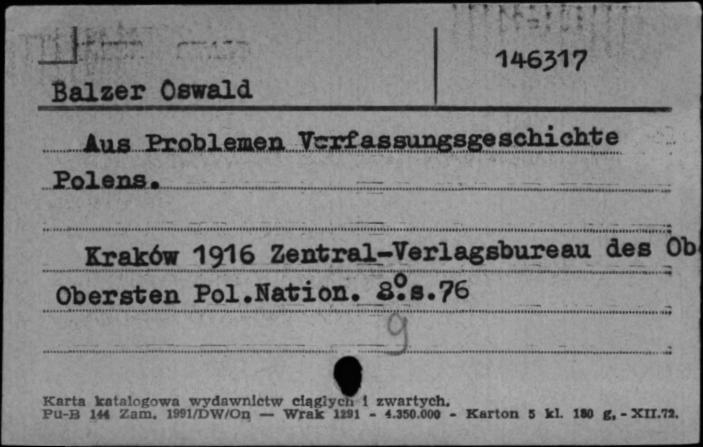 146317
Balzer Oswald
Aus Problemen Verfassungsgeschichte
Polens.
Kraków 1916 Zentral-Verlagsbureau des Ob
Obersten Pol.Nation. 8° s.76
9
Karta katalogowa wydawnictw ciągłych i zwartych.
Pu-B 144 Zam. 1991/DW/On — Wrak 1291 - 4.350.000 - Karton 5 kl. 180 g. - XII.72.